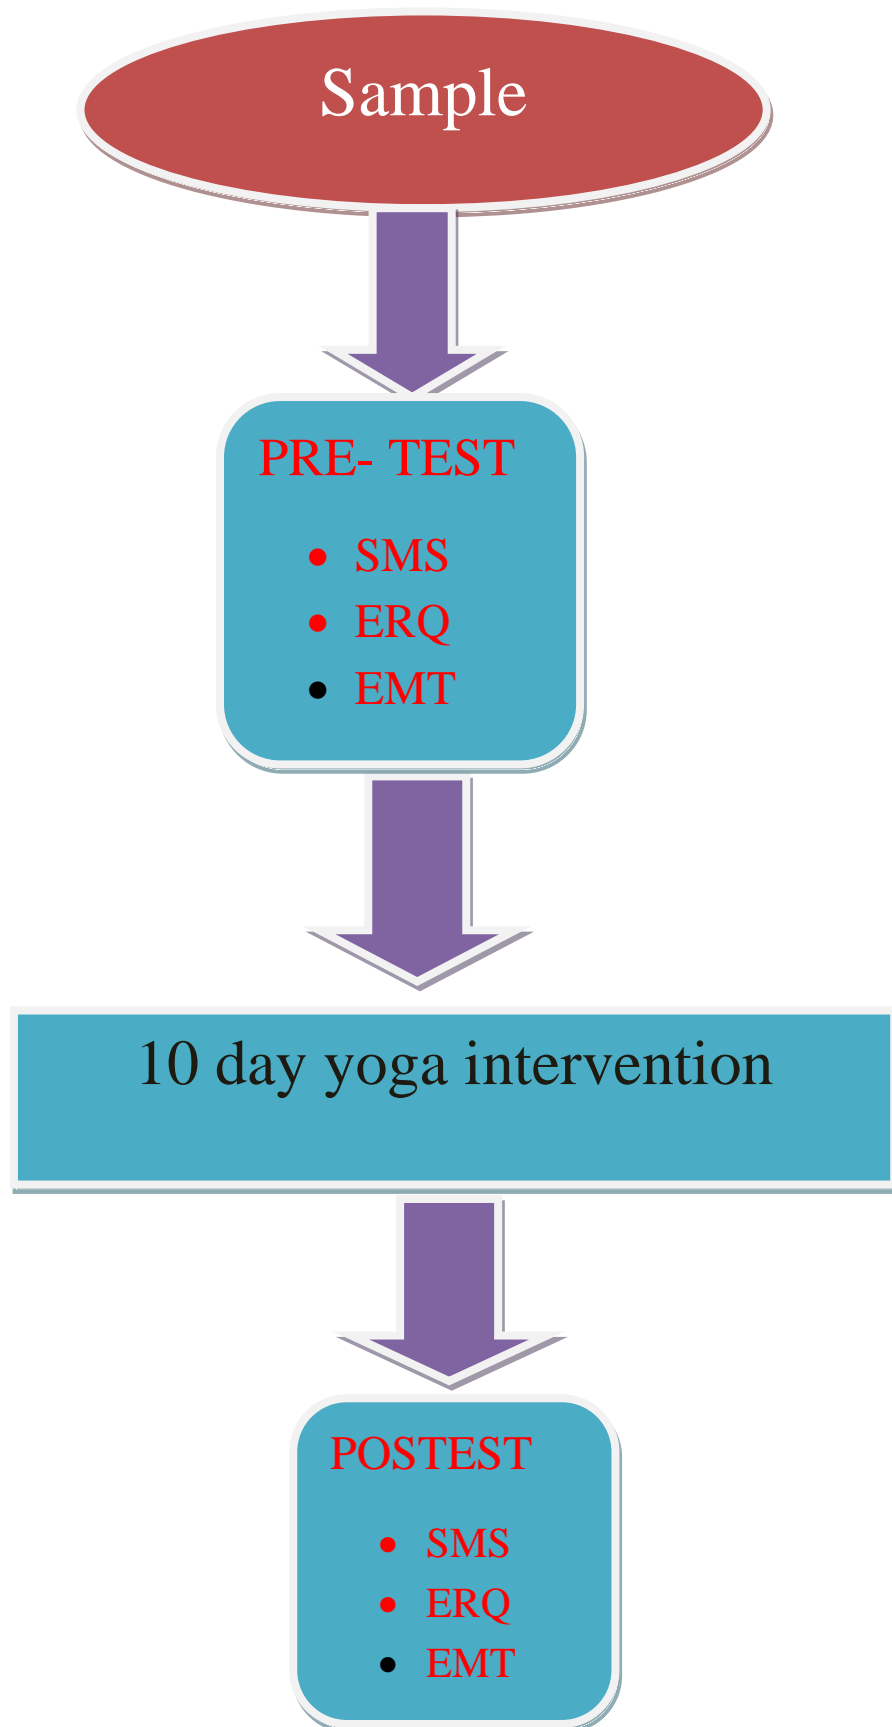 Sample
PRE- TEST
• SMS
• ERQ
• EMT
10 day yoga intervention
POSTEST
• SMS
• ERQ
• EMT